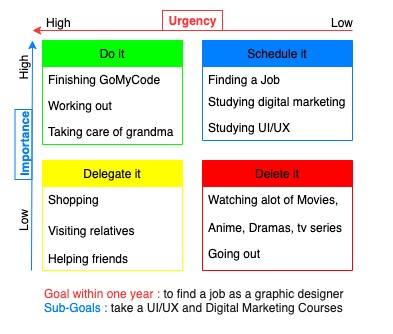 High Urgency Low
High
Do it
Finishing GoMyCode
Working out
Taking care of grandma
Schedule it
Finding a Job
Studying digital marketing
Studying UI/UX
Importance
Low
Delegate it
Shopping
Visiting relatives
Helping friends
Delete it
Watching alot of Movies,
Anime, Dramas, tv series
Going out
Goal within one year : to find a job as a graphic designer
Sub-Goals : take a UI/UX and Digital Marketing Courses